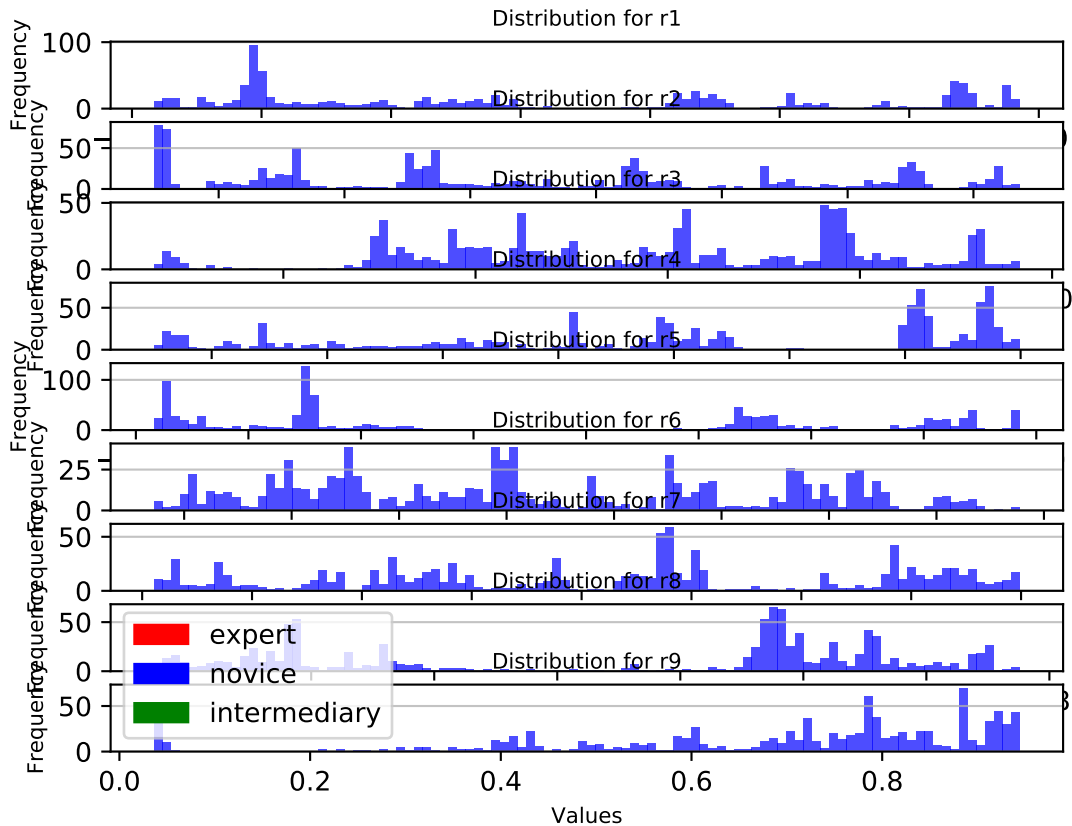 Distribution for r1
Frequency
100
0
Distribution for r2
Frequency
50
0
Distribution for r3
Frequency
50
0
Distribution for r4
Frequency
50
0
Distribution for r5
Frequency
100
0
Distribution for r6
Frequency
25
0
Distribution for r7
Frequency
50
0
Distribution for r8
Frequency
50
0
Distribution for r9
Frequency
50
0
expert
novice
intermediary
0.0 0.2 0.4 0.6 0.8
Values